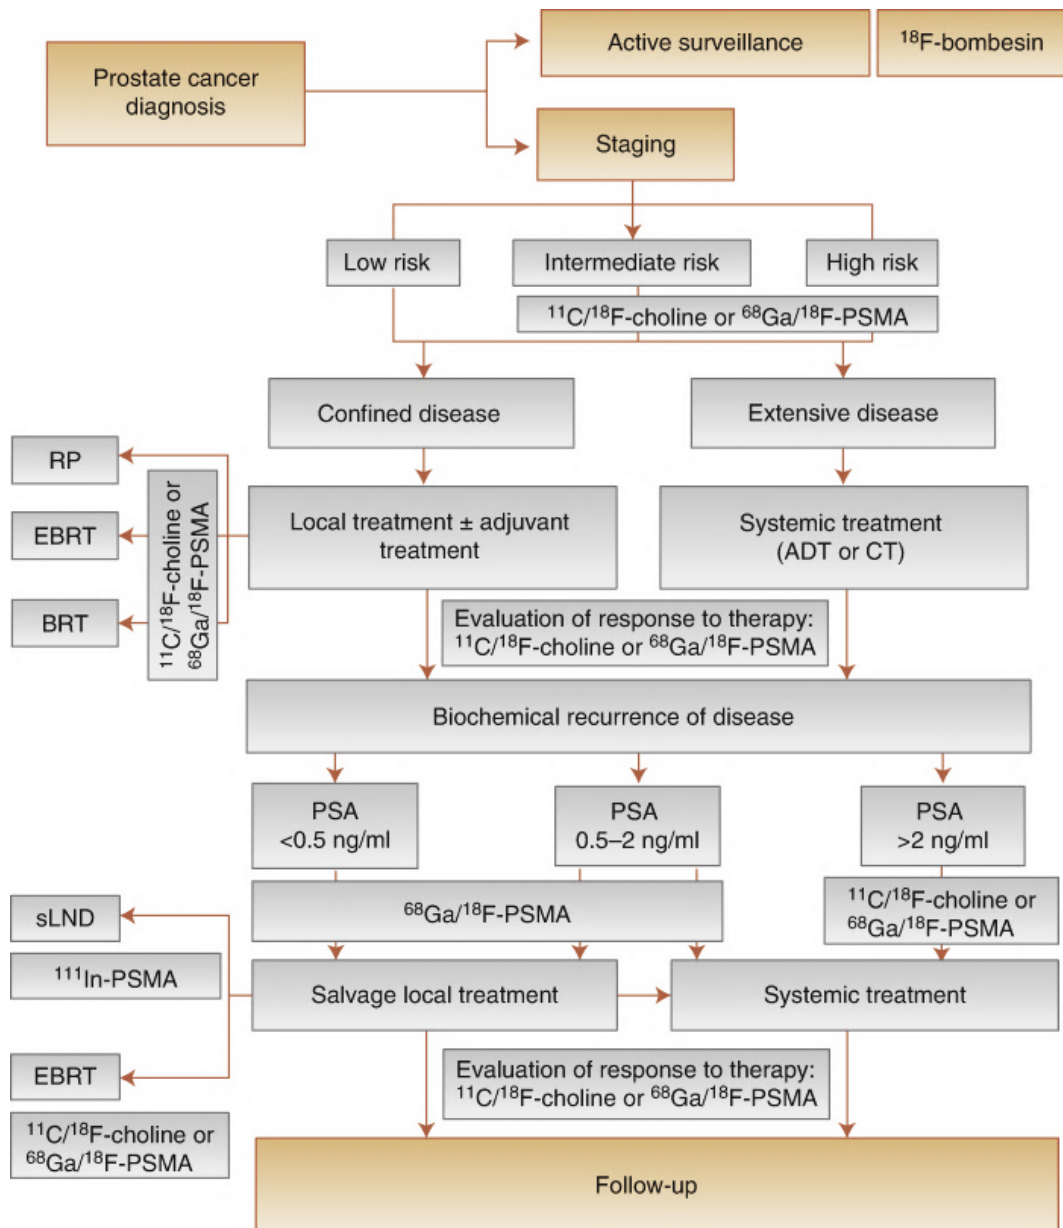 Active surveillance
¹⁸F-bombesin
Prostate cancer
diagnosis
Staging
Low risk
Intermediate risk
High risk
¹¹C/¹⁸F-choline or ⁶⁸Ga/¹⁸F-PSMA
Confined disease
Extensive disease
RP
EBRT
BRT
¹¹C/¹⁸F-choline or
⁶⁸Ga/¹⁸F-PSMA
Local treatment ± adjuvant
treatment
Systemic treatment
(ADT or CT)
Evaluation of response to therapy:
¹¹C/¹⁸F-choline or ⁶⁸Ga/¹⁸F-PSMA
Biochemical recurrence of disease
PSA
<0.5 ng/ml
PSA
0.5–2 ng/ml
PSA
>2 ng/ml
⁶⁸Ga/¹⁸F-PSMA
¹¹C/¹⁸F-choline or
⁶⁸Ga/¹⁸F-PSMA
sLND
¹¹¹In-PSMA
EBRT
¹¹C/¹⁸F-choline or
⁶⁸Ga/¹⁸F-PSMA
Salvage local treatment
Systemic treatment
Evaluation of response to therapy:
¹¹C/¹⁸F-choline or ⁶⁸Ga/¹⁸F-PSMA
Follow-up